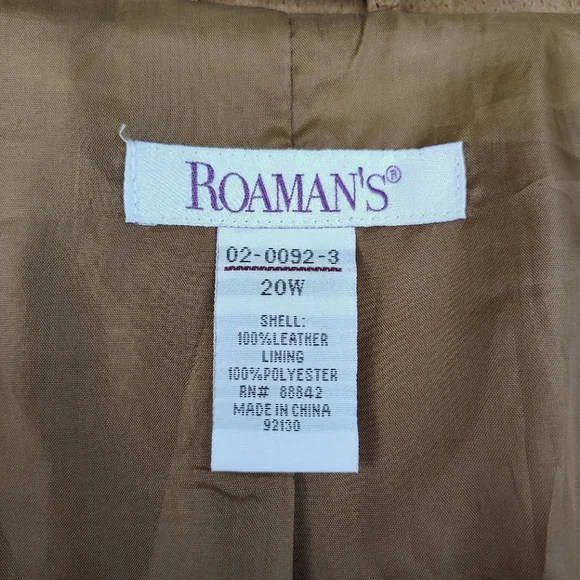 ROAMAN'S®
02-0092-3
20W
SHELL:
100%LEATHER
LINING
100%POLYESTER
RN# 88842
MADE IN CHINA
92130